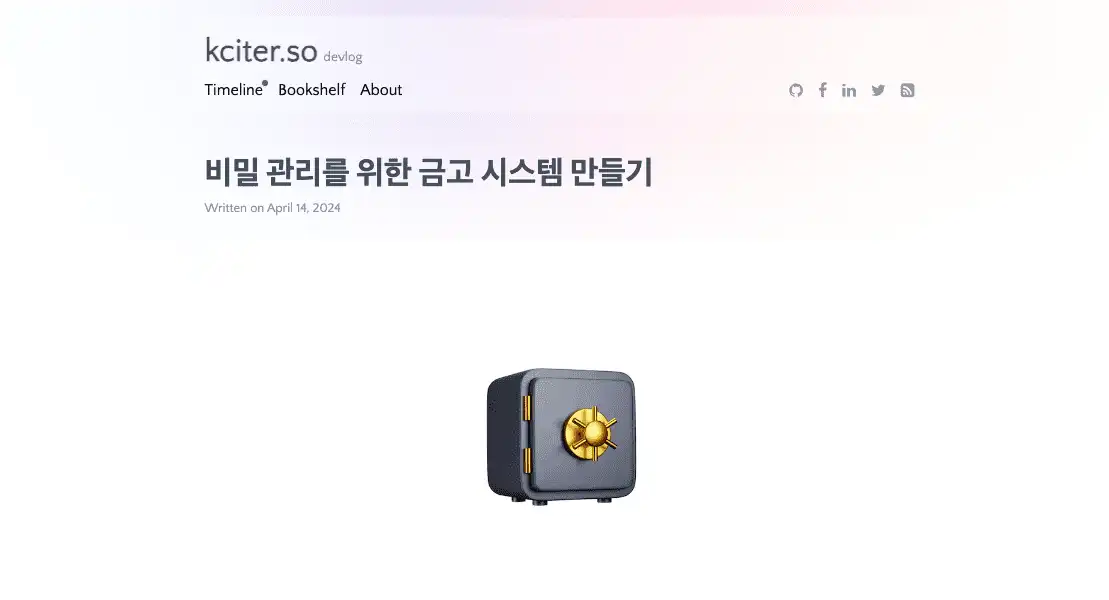 kciter.so devlog
Timeline Bookshelf About
비밀 관리를 위한 금고 시스템 만들기
Written on April 14, 2024